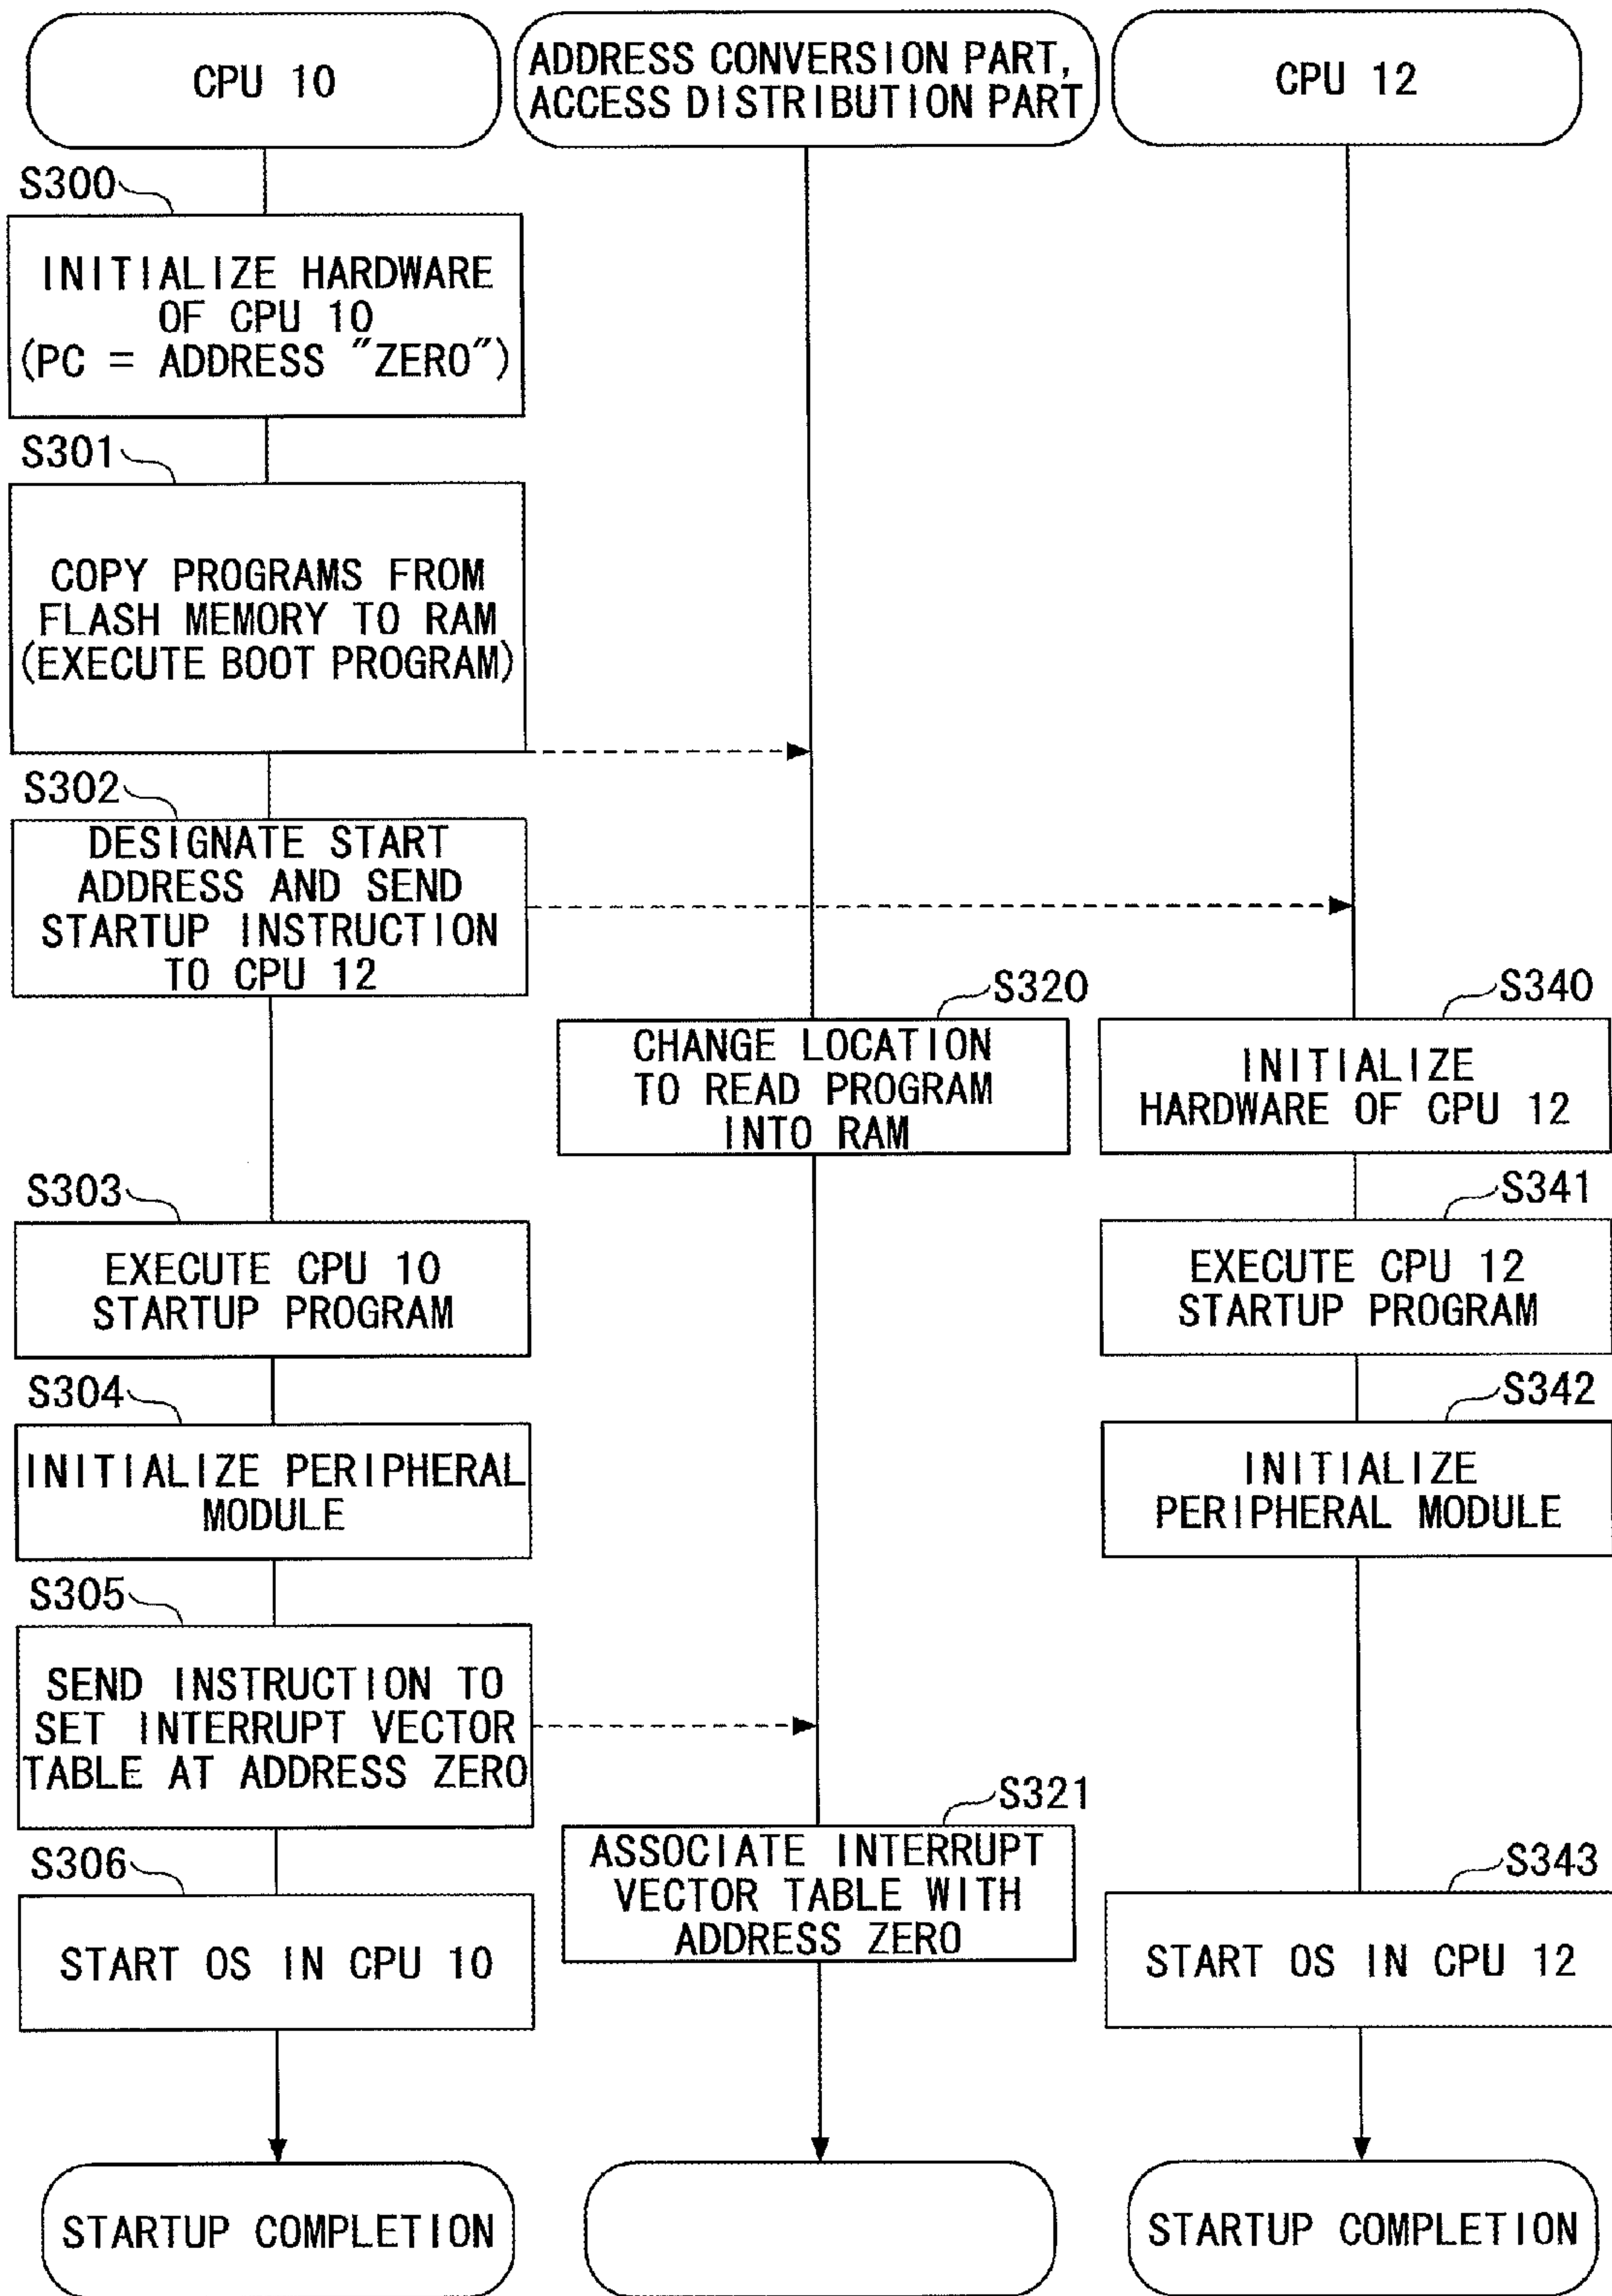 CPU 10
ADDRESS CONVERSION PART,
ACCESS DISTRIBUTION PART
CPU 12
S300
INITIALIZE HARDWARE
OF CPU 10
(PC = ADDRESS "ZERO")
S301
COPY PROGRAMS FROM
FLASH MEMORY TO RAM
(EXECUTE BOOT PROGRAM)
S302
DESIGNATE START
ADDRESS AND SEND
STARTUP INSTRUCTION
TO CPU 12
S320
CHANGE LOCATION
TO READ PROGRAM
INTO RAM
S340
INITIALIZE
HARDWARE OF CPU 12
S303
EXECUTE CPU 10
STARTUP PROGRAM
S341
EXECUTE CPU 12
STARTUP PROGRAM
S304
INITIALIZE PERIPHERAL
MODULE
S342
INITIALIZE
PERIPHERAL MODULE
S305
SEND INSTRUCTION TO
SET INTERRUPT VECTOR
TABLE AT ADDRESS ZERO
S321
ASSOCIATE INTERRUPT
VECTOR TABLE WITH
ADDRESS ZERO
S306
START OS IN CPU 10
S343
START OS IN CPU 12
STARTUP COMPLETION
STARTUP COMPLETION